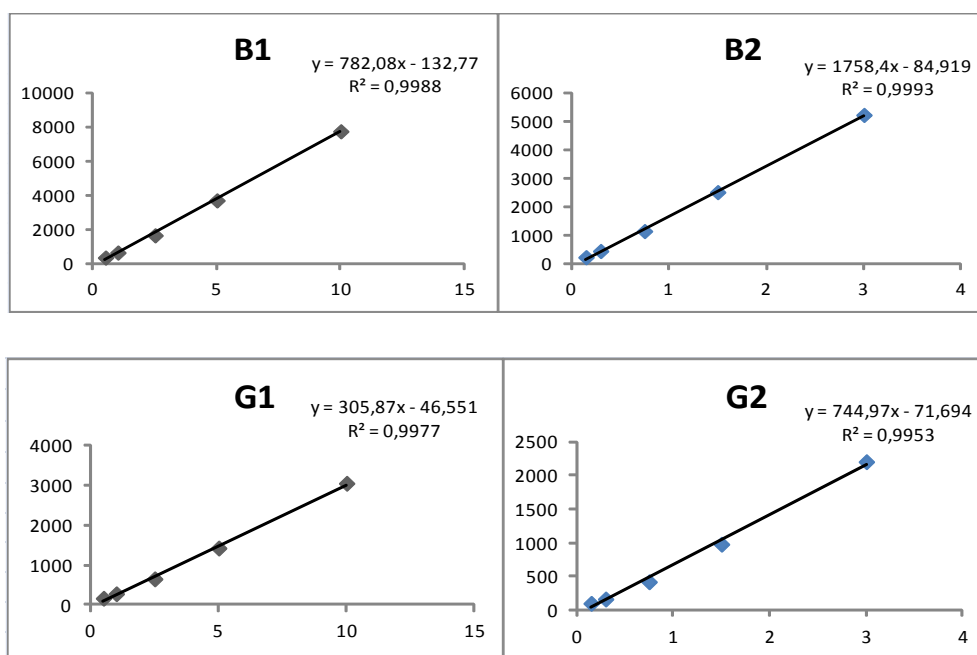 B1
y = 782,08x - 132,77
R² = 0,9988
10000
8000
6000
4000
2000
0
0 5 10 15
B2
y = 1758,4x - 84,919
R² = 0,9993
6000
5000
4000
3000
2000
1000
0
0 1 2 3 4
G1
y = 305,87x - 46,551
R² = 0,9977
4000
3000
2000
1000
0
0 5 10 15
G2
y = 744,97x - 71,694
R² = 0,9953
2500
2000
1500
1000
500
0
0 1 2 3 4